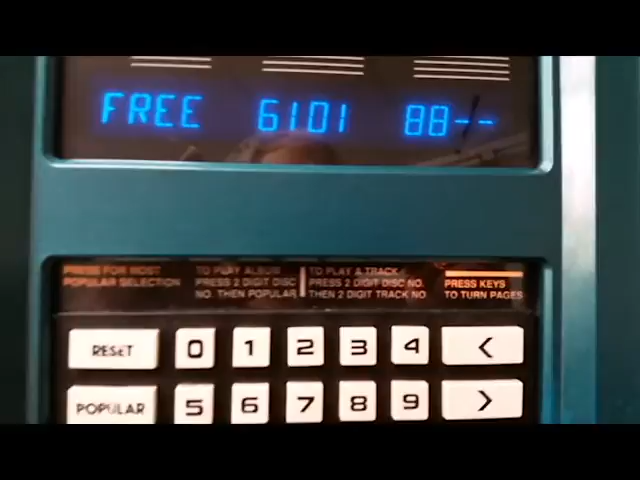 FREE 6101 88--
PRESS FOR MOST
POPULAR SELECTION
TO PLAY ALBUM
PRESS 2 DIGIT DISC
NO. THEN POPULAR
TO PLAY A TRACK
PRESS 2 DIGIT DISC NO.
THEN 2 DIGIT TRACK NO
PRESS KEYS
TO TURN PAGES
RESET 0 1 2 3 4 <
POPULAR 5 6 7 8 9 >